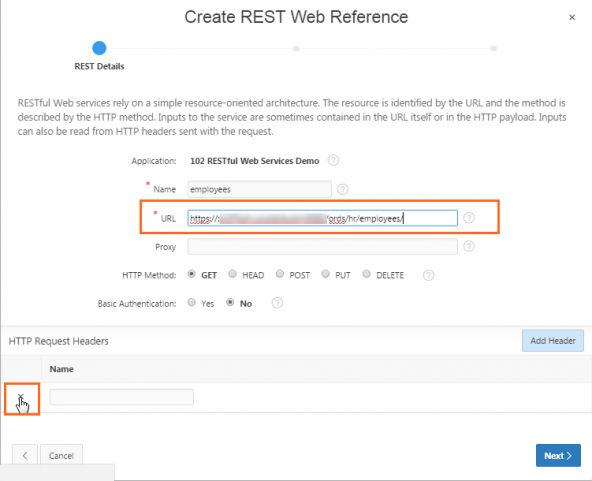 Create REST Web Reference
×
REST Details
RESTful Web services rely on a simple resource-oriented architecture. The resource is identified by the URL and the method is
described by the HTTP method. Inputs to the service are sometimes contained in the URL itself or in the HTTP payload. Inputs
can also be read from HTTP headers sent with the request.
Application: 102 RESTful Web Services Demo ?
* Name employees ?
* URL https:// /ords/hr/employees/ ?
Proxy ?
HTTP Method: GET HEAD POST PUT DELETE ?
Basic Authentication: Yes No ?
HTTP Request Headers Add Header
Name
×
< Cancel Next >